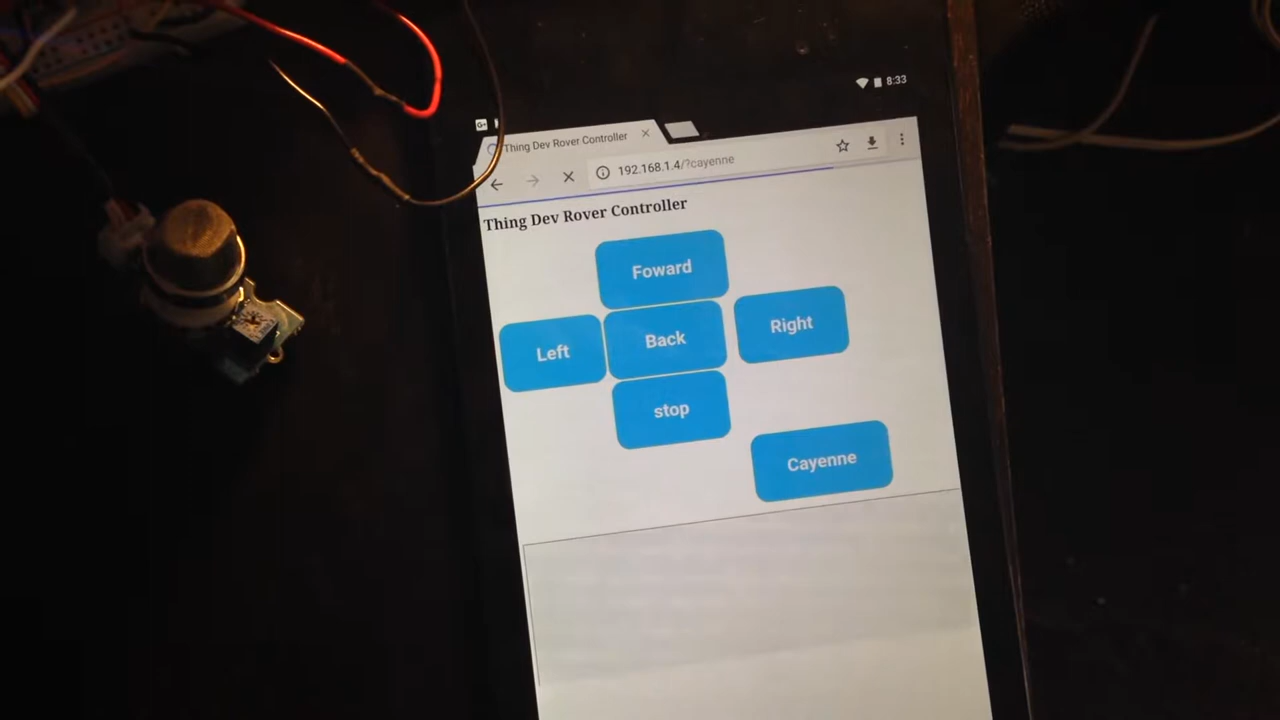 8:33
G+
Thing Dev Rover Controller
192.168.1.4/?cayenne
Thing Dev Rover Controller
Foward
Left
Back
Right
stop
Cayenne